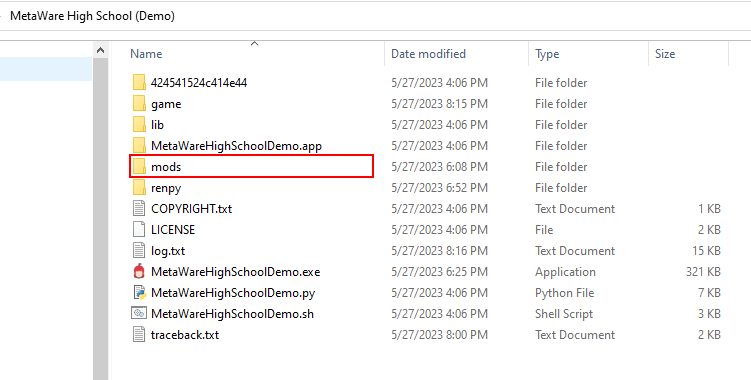 MetaWare High School (Demo)
Name Date modified Type Size
424541524c414e44 5/27/2023 4:06 PM File folder
game 5/27/2023 8:15 PM File folder
lib 5/27/2023 4:06 PM File folder
MetaWareHighSchoolDemo.app 5/27/2023 4:06 PM File folder
mods 5/27/2023 6:08 PM File folder
renpy 5/27/2023 6:52 PM File folder
COPYRIGHT.txt 5/27/2023 4:06 PM Text Document 1 KB
LICENSE 5/27/2023 4:06 PM File 2 KB
log.txt 5/27/2023 8:16 PM Text Document 15 KB
MetaWareHighSchoolDemo.exe 5/27/2023 6:25 PM Application 321 KB
MetaWareHighSchoolDemo.py 5/27/2023 4:06 PM Python File 7 KB
MetaWareHighSchoolDemo.sh 5/27/2023 4:06 PM Shell Script 3 KB
traceback.txt 5/27/2023 8:00 PM Text Document 2 KB